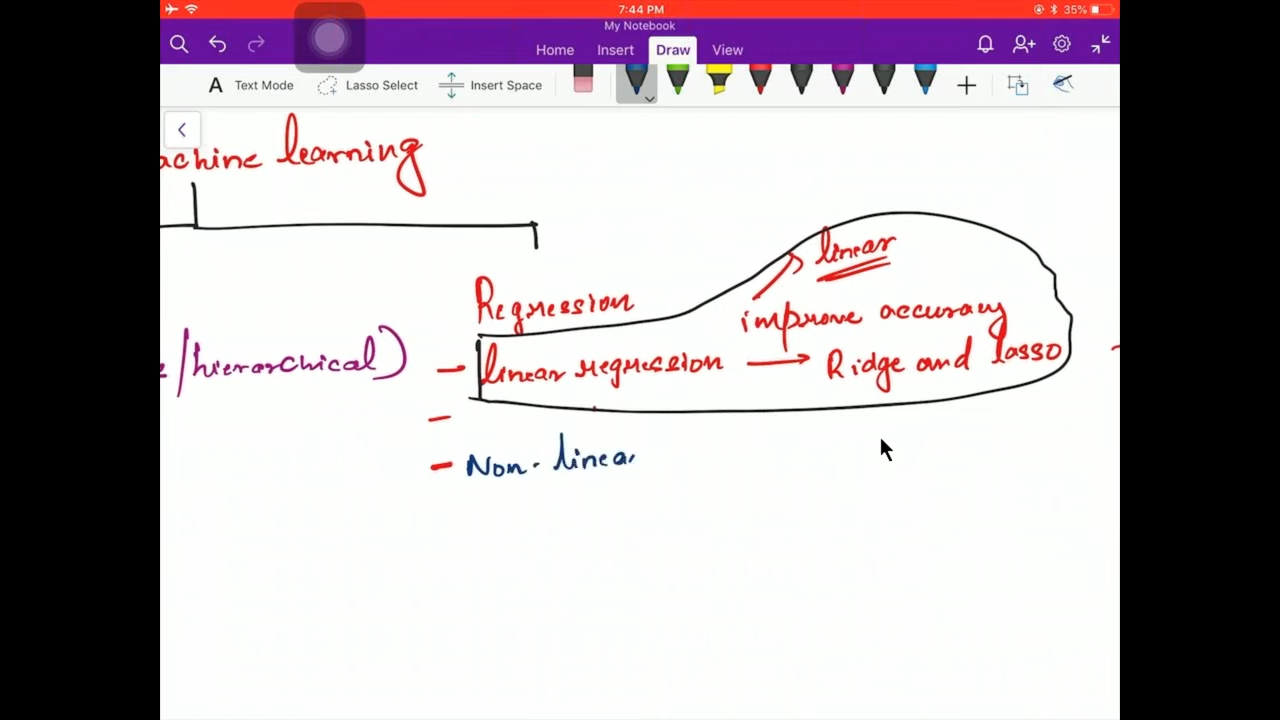 7:44 PM
35%
My Notebook
Home Insert Draw View
Text Mode Lasso Select Insert Space
achine learning
linear
Regression
improve accuracy
e/hierarchical)
- linear regression → Ridge and lasso
-
- Non-linear